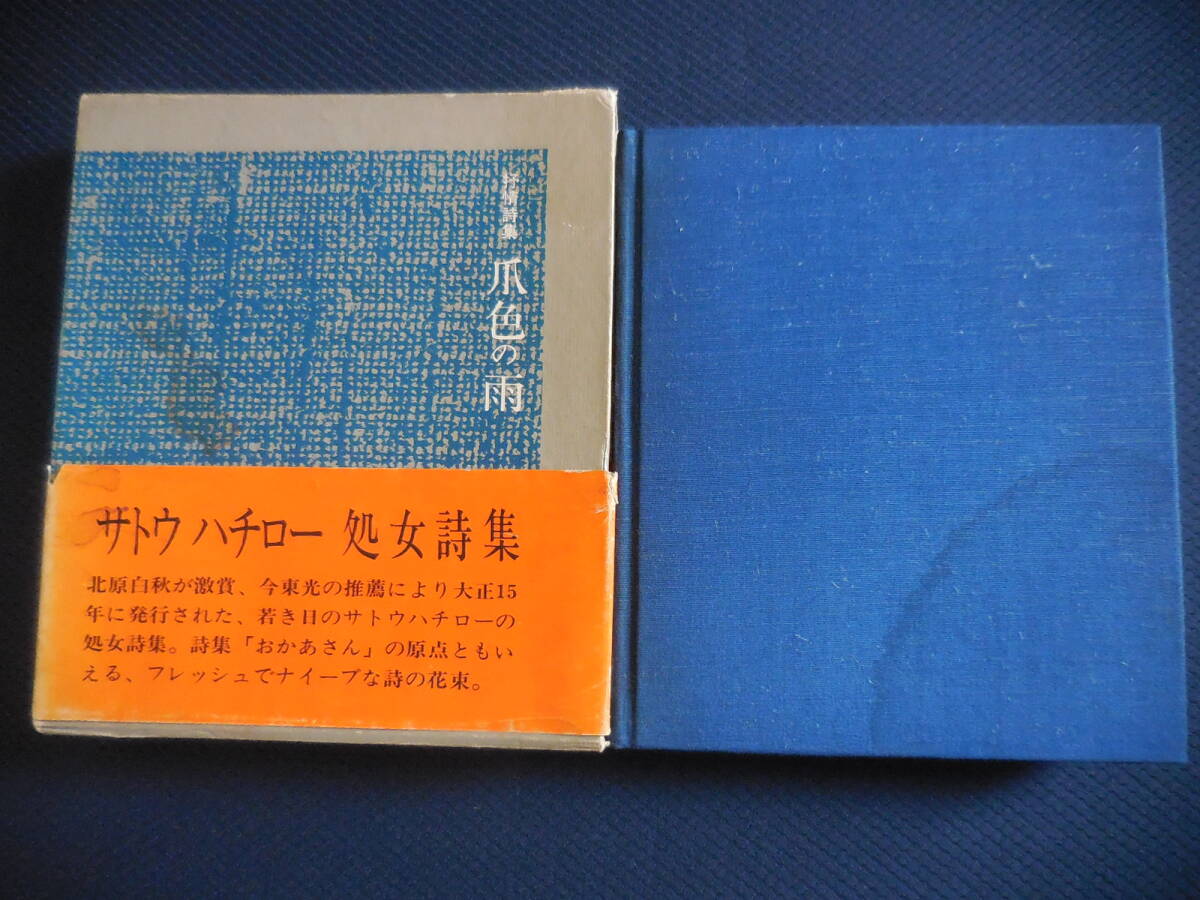 抒情詩集
爪色の雨
サトウハチロー 処女詩集
北原白秋が激賞、今東光の推薦により大正15
年に発行された、若き日のサトウハチローの
処女詩集。詩集「おかあさん」の原点ともい
える、フレッシュでナイーブな詩の花束。